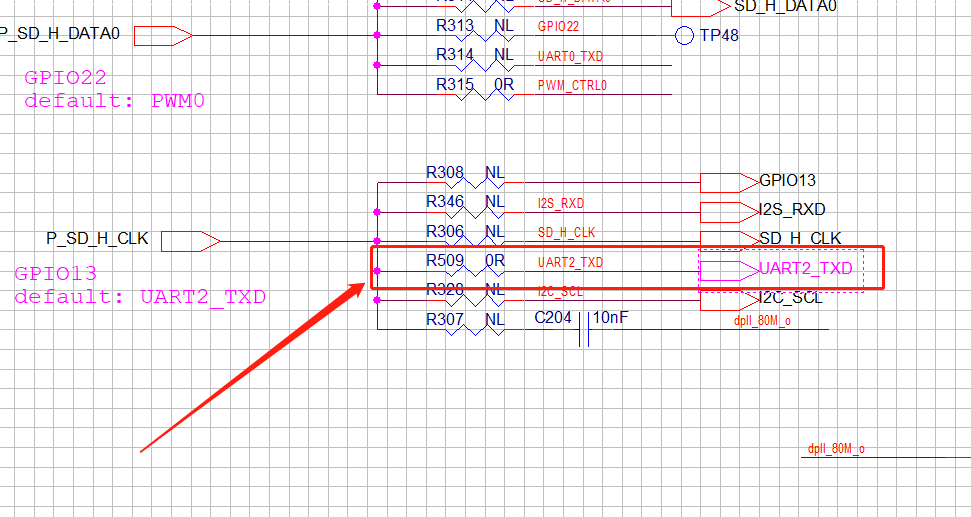 SD_H_DATA0
P_SD_H_DATA0
R313 NL GPIO22
TP48
R314 NL UART0_TXD
R315 0R PWM_CTRL0
GPIO22
default: PWM0
R308 NL
GPIO13
R346 NL I2S_RXD
I2S_RXD
P_SD_H_CLK
R306 NL SD_H_CLK
SD_H_CLK
R509 0R UART2_TXD
UART2_TXD
GPIO13
default: UART2_TXD
R328 NL I2C_SCL
I2C_SCL
R307 NL C204 10nF
dpll_80M_o
dpll_80M_o